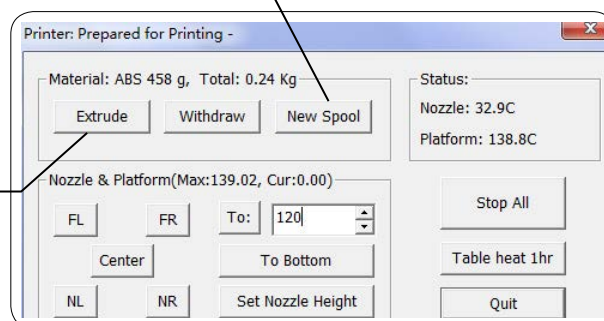 Printer: Prepared for Printing -
Material: ABS 458 g, Total: 0.24 Kg
Extrude Withdraw New Spool
Status:
Nozzle: 32.9C
Platform: 138.8C
Nozzle & Platform(Max:139.02, Cur:0.00)
FL FR To: 120
Center To Bottom
NL NR Set Nozzle Height
Stop All
Table heat 1hr
Quit